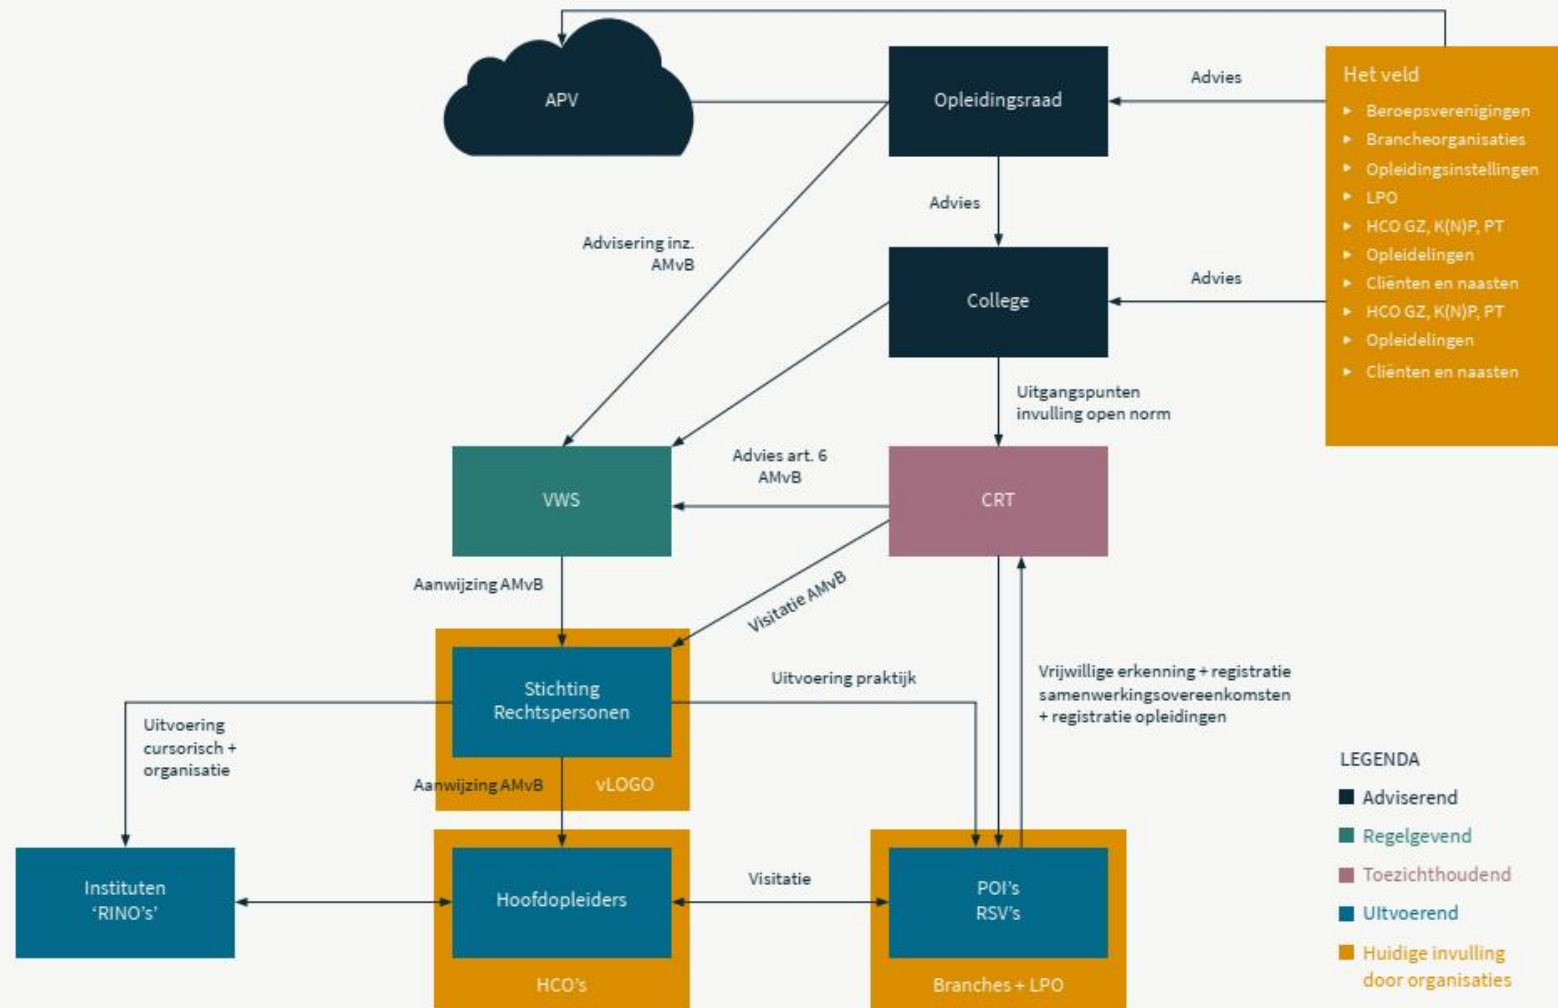 APV
Opleidingsraad
Advies
Het veld
Beroepsverenigingen
Brancheorganisaties
Opleidingsinstellingen
LPO
HCO GZ, K(N)P, PT
Opleidelingen
Cliënten en naasten
HCO GZ, K(N)P, PT
Opleidelingen
Cliënten en naasten
Advies
Advisering inz.
AMvB
College
Advies
Uitgangspunten
invulling open norm
VWS
Advies art. 6
AMvB
CRT
Aanwijzing AMvB
Visitatie AMvB
Stichting
Rechtspersonen
Uitvoering praktijk
Vrijwillige erkenning + registratie
samenwerkingsovereenkomsten
+ registratie opleidingen
Uitvoering
cursorisch +
organisatie
Aanwijzing AMvB
vLOGO
Instituten
‘RINO’s’
Hoofdopleiders
Visitatie
POI’s
RSV’s
HCO’s
Branches + LPO
LEGENDA
Adviserend
Regelgevend
Toezichthoudend
UItvoerend
Huidige invulling
door organisaties